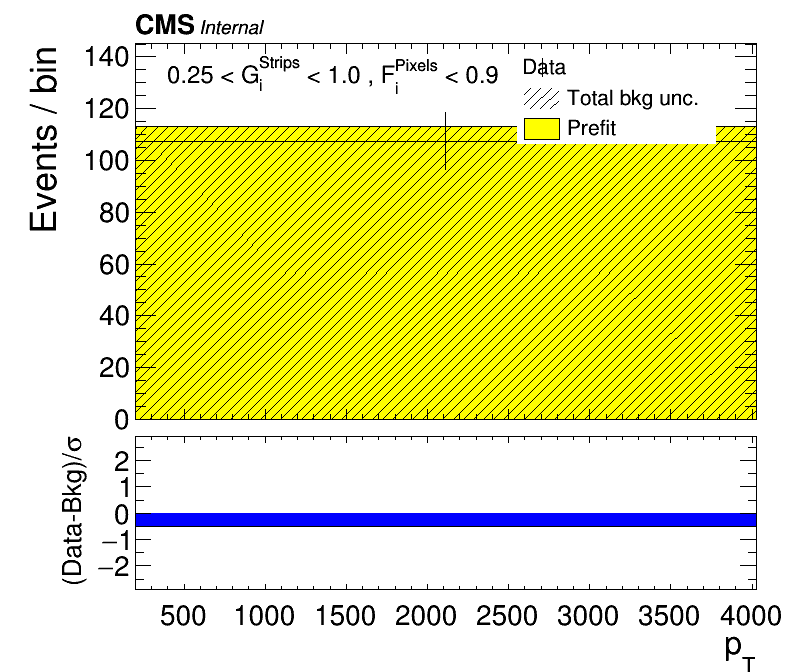 CMS Internal
Events / bin
140
120
100
80
60
40
20
0
0.25 < G_i^Strips < 1.0 , F_i^Pixels < 0.9
Data
Total bkg unc.
Prefit
(Data-Bkg)/σ
2
1
0
−1
−2
500 1000 1500 2000 2500 3000 3500 4000
p_T